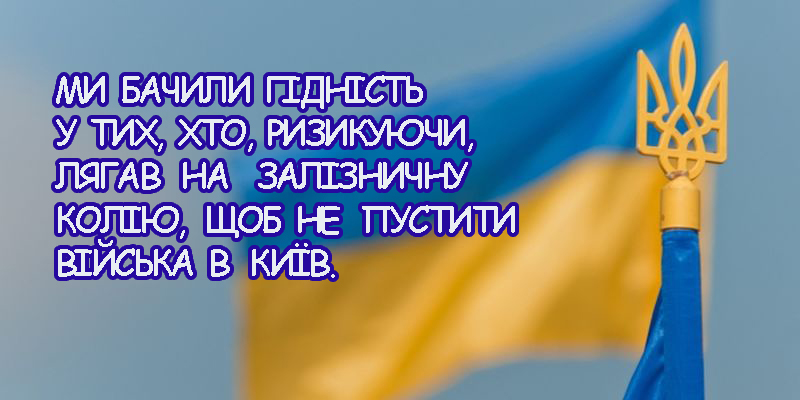 МИ БАЧИЛИ ГІДНІСТЬ
У ТИХ, ХТО, РИЗИКУЮЧИ,
ЛЯГАВ НА ЗАЛІЗНИЧНУ
КОЛІЮ, ЩОБ НЕ ПУСТИТИ
ВІЙСЬКА В КИЇВ.